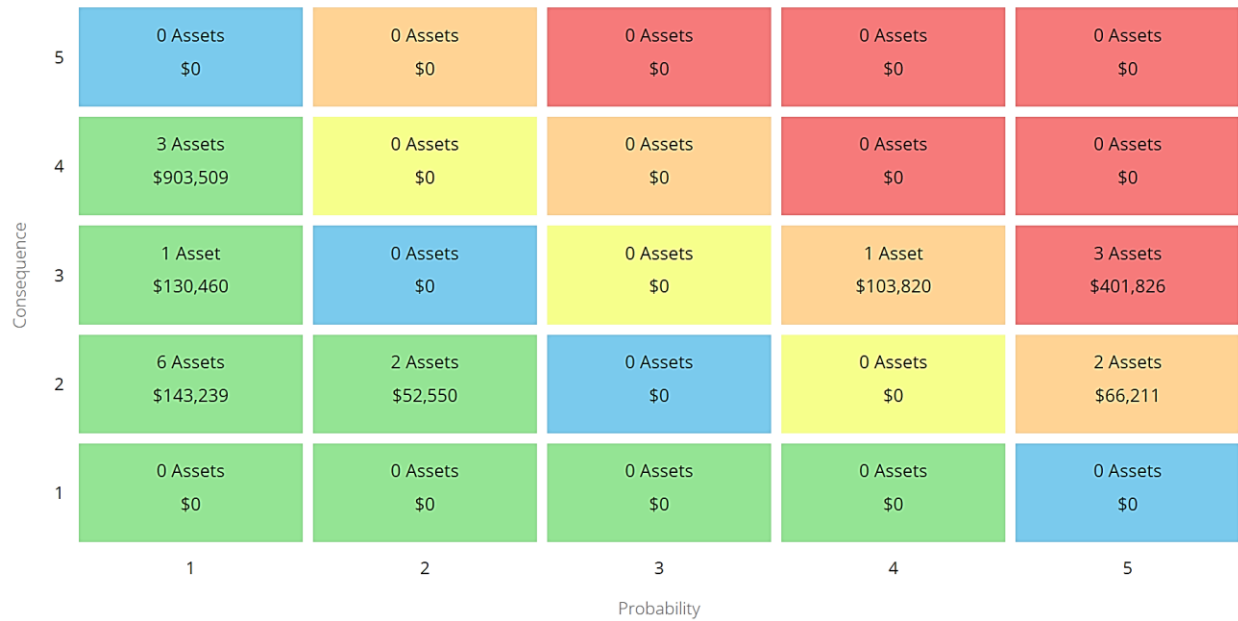 0 Assets 0 Assets 0 Assets 0 Assets 0 Assets
5
$0 $0 $0 $0 $0
3 Assets 0 Assets 0 Assets 0 Assets 0 Assets
4
$903,509 $0 $0 $0 $0
1 Asset 0 Assets 0 Assets 1 Asset 3 Assets
3
$130,460 $0 $0 $103,820 $401,826
Consequence
6 Assets 2 Assets 0 Assets 0 Assets 2 Assets
2
$143,239 $52,550 $0 $0 $66,211
0 Assets 0 Assets 0 Assets 0 Assets 0 Assets
1
$0 $0 $0 $0 $0
1 2 3 4 5
Probability